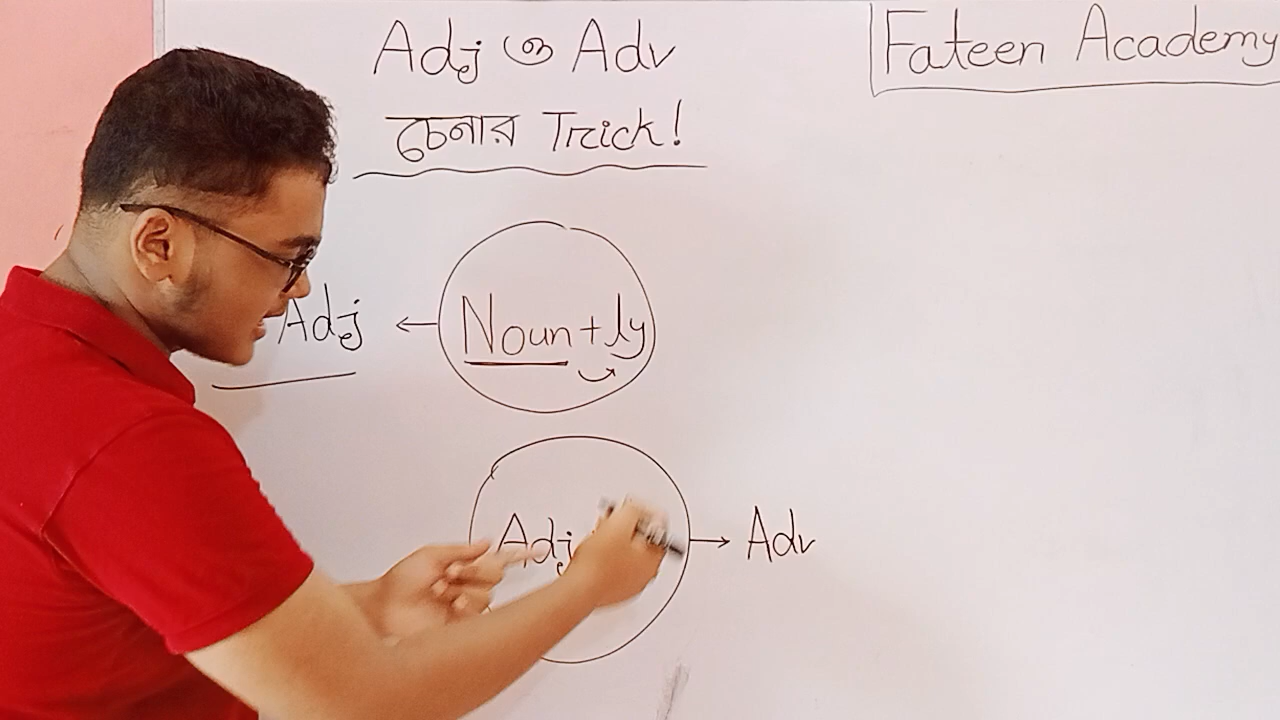 Adj ও Adv
চেনার Trick!
Fateen Academy
Adj ← Noun + ly
Adj → Adv